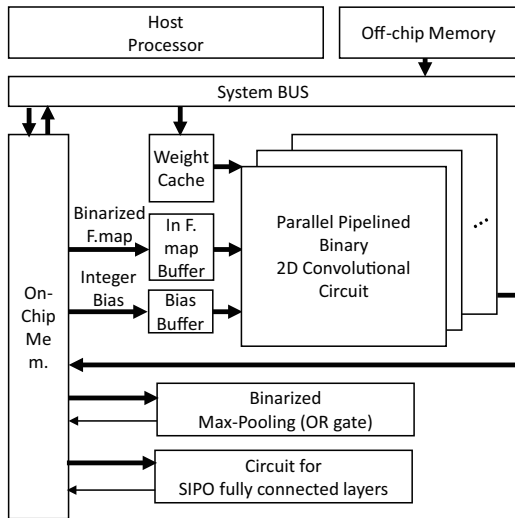 Host
Processor
Off-chip Memory
System BUS
Weight
Cache
Binarized
F.map
In F.
map
Buffer
Integer
Bias
Bias
Buffer
Parallel Pipelined
Binary
2D Convolutional
Circuit
...
On-
Chip
Me
m.
Binarized
Max-Pooling (OR gate)
Circuit for
SIPO fully connected layers